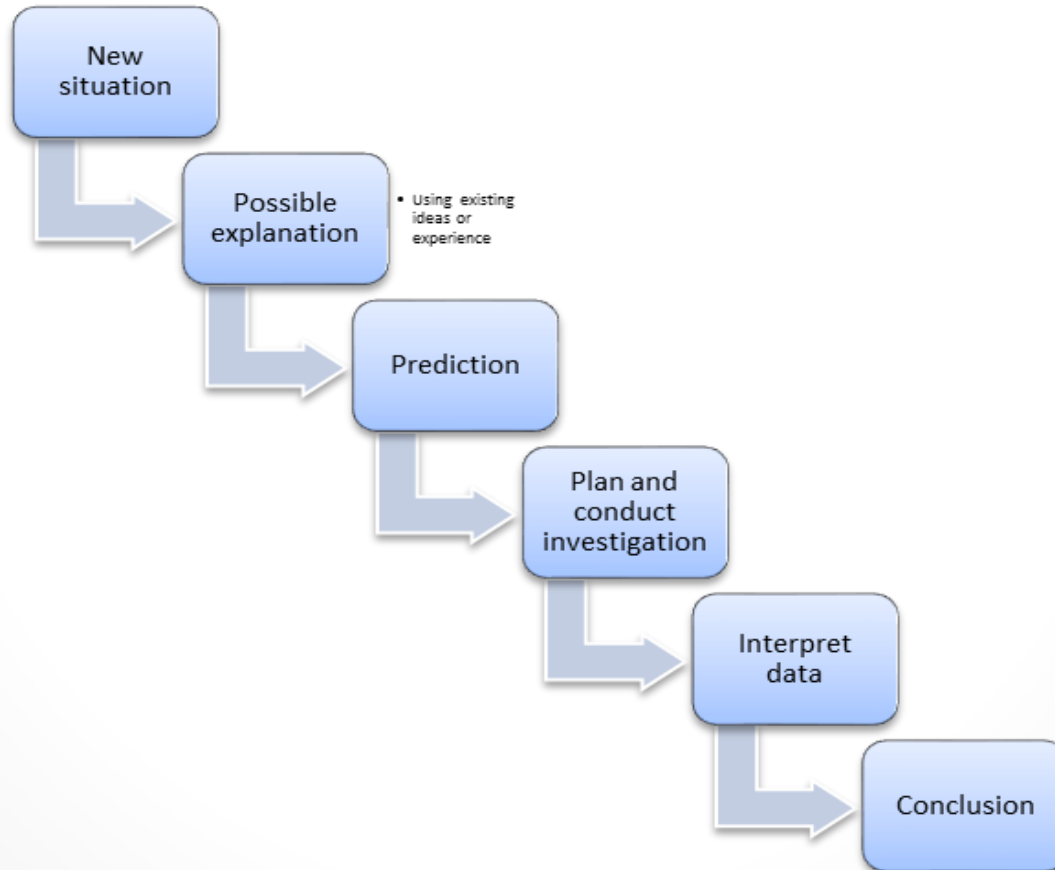 New
situation
Possible
explanation
• Using existing
ideas or
experience
Prediction
Plan and
conduct
investigation
Interpret
data
Conclusion